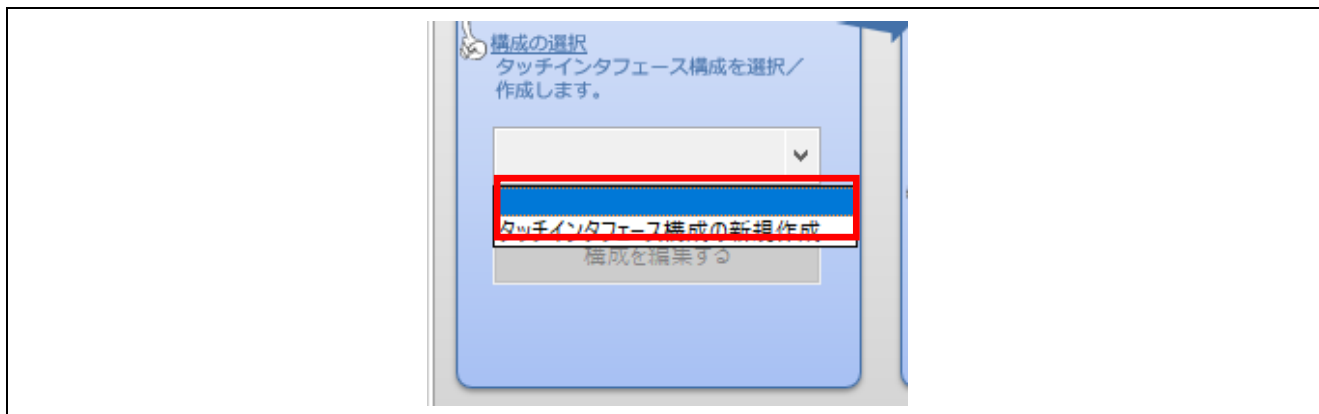 構成の選択
タッチインタフェース構成を選択／
作成します。
タッチインタフェース構成の新規作成
構成を編集する